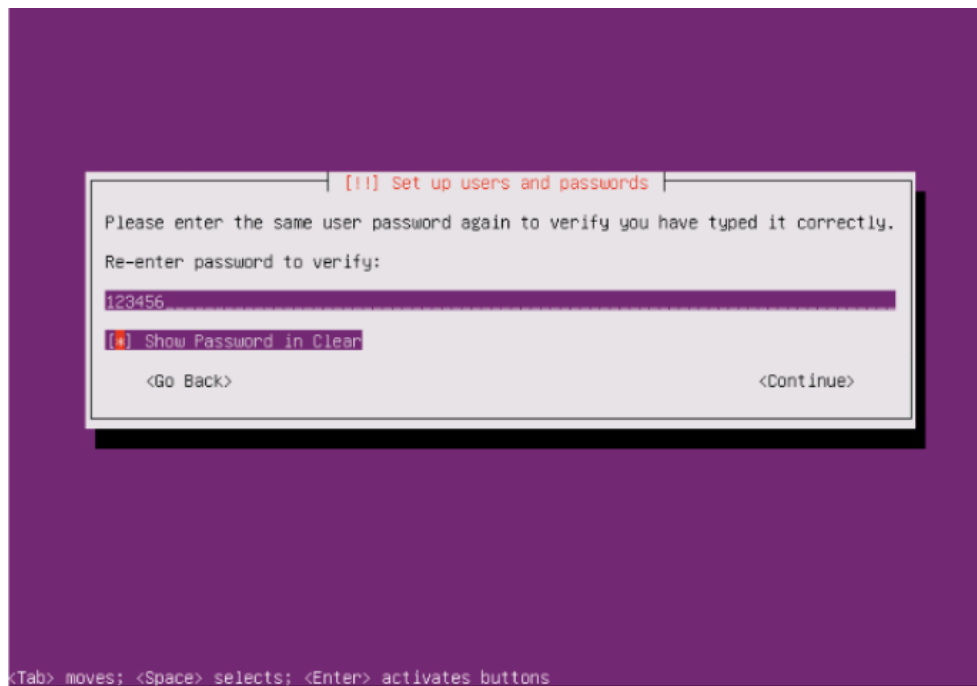 [!!] Set up users and passwords
Please enter the same user password again to verify you have typed it correctly.
Re-enter password to verify:
123456
[*] Show Password in Clear
<Go Back> <Continue>
<Tab> moves; <Space> selects; <Enter> activates buttons